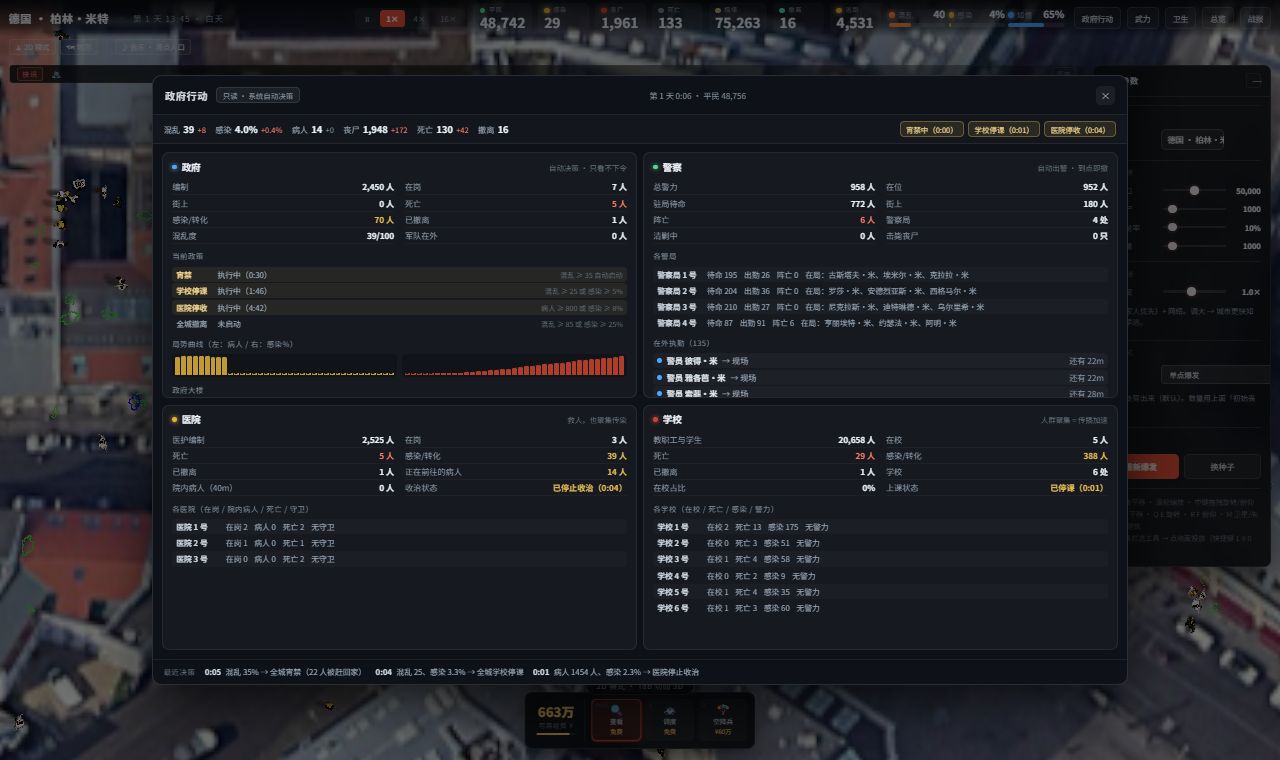 德国 · 柏林 · 米特
第 1 天 13:45 · 白天
1×
4×
16×
48,742
29
1,961
133
75,263
16
4,531
40
感染
4%
65%
政府行动
武力
卫生
总览
战报
快讯
政府行动
只读 · 系统自动决策
第 1 天 0:06 · 平民 48,756
×
混乱 39 +8
感染 4.0% +0.4%
病人 14 +0
丧尸 1,948 +172
死亡 130 +42
撤离 16
宵禁中（0:00）
学校停课（0:01）
医院停收（0:04）
政府
自动决策 · 只看不下令
编制 2,450 人
在岗 7 人
街上 0 人
死亡 5 人
感染/转化 70 人
已撤离 1 人
混乱度 39/100
军队在外 0 人
当前政策
宵禁 执行中（0:30） 混乱 ≥ 35 自动启动
学校停课 执行中（1:46） 混乱 ≥ 25 或 感染 ≥ 5%
医院停收 执行中（4:42） 病人 ≥ 800 或 感染 ≥ 8%
全城撤离 未启动 混乱 ≥ 85 或 感染 ≥ 25%
局势曲线（左：病人 / 右：感染%）
政府大楼
警察
自动出警 · 到点即撤
总警力 958 人
在位 952 人
驻局待命 772 人
街上 180 人
阵亡 6 人
警察局 4 处
清剿中 0 人
击毙丧尸 0 只
各警局
警察局 1 号 待命 195 出勤 26 阵亡 0 在局：古斯塔夫·米、埃米尔·米、克拉拉·米
警察局 2 号 待命 204 出勤 36 阵亡 0 在局：罗莎·米、安德烈亚斯·米、西格马尔·米
警察局 3 号 待命 210 出勤 27 阵亡 0 在局：尼克拉斯·米、迪特琳德·米、乌尔里希·米
警察局 4 号 待命 87 出勤 91 阵亡 6 在局：亨丽埃特·米、约瑟法·米、阿明·米
在外执勤（135）
警员 彼得·米 → 现场 还有 22m
警员 雅各芭·米 → 现场 还有 22m
警员 索菲·米 → 现场 还有 28m
医院
救人，也聚集传染
医护编制 2,525 人
在岗 3 人
死亡 5 人
感染/转化 39 人
已撤离 1 人
正在前往的病人 14 人
院内病人（40m） 0 人
收治状态 已停止收治（0:04）
各医院（在岗 / 院内病人 / 死亡 / 守卫）
医院 1 号 在岗 2 病人 0 死亡 2 无守卫
医院 2 号 在岗 1 病人 0 死亡 1 无守卫
医院 3 号 在岗 0 病人 0 死亡 2 无守卫
学校
人群聚集 = 传播加速
教职工与学生 20,658 人
在校 5 人
死亡 29 人
感染/转化 388 人
已撤离 1 人
学校 6 处
在校占比 0%
上课状态 已停课（0:01）
各学校（在校 / 死亡 / 感染 / 警力）
学校 1 号 在校 2 死亡 13 感染 175 无警力
学校 2 号 在校 0 死亡 3 感染 51 无警力
学校 3 号 在校 1 死亡 4 感染 58 无警力
学校 4 号 在校 0 死亡 2 感染 9 无警力
学校 5 号 在校 1 死亡 4 感染 35 无警力
学校 6 号 在校 1 死亡 3 感染 60 无警力
最近决策 0:05 混乱 35% → 全城宵禁（22 人被赶回家） 0:04 混乱 25、感染 3.3% → 全城学校停课 0:01 病人 1454 人、感染 2.3% → 医院停止收治
德国 · 柏林 · 米
50,000
1000
10%
1000
1.0×
单点爆发
换种子
663万
查看
免费
调度
免费
空降兵
¥60万